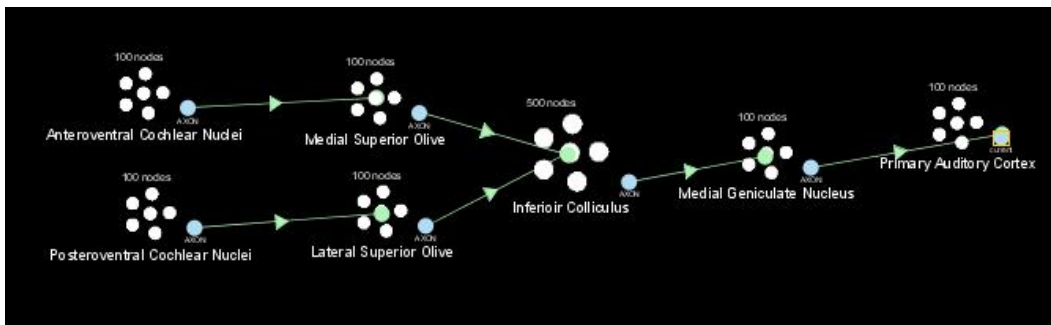 100 nodes
AXON
Anteroventral Cochlear Nuclei
100 nodes
AXON
Medial Superior Olive
100 nodes
AXON
Posteroventral Cochlear Nuclei
100 nodes
AXON
Lateral Superior Olive
500 nodes
AXON
Inferioir Colliculus
100 nodes
AXON
Medial Geniculate Nucleus
100 nodes
Primary Auditory Cortex